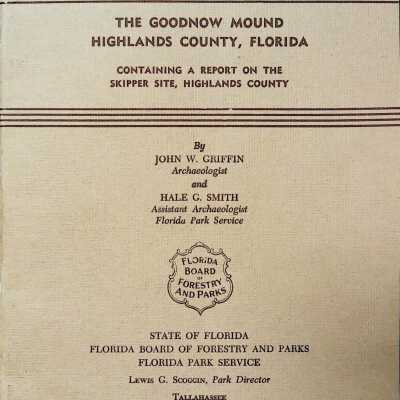 THE GOODNOW MOUND
HIGHLANDS COUNTY, FLORIDA
CONTAINING A REPORT ON THE
SKIPPER SITE, HIGHLANDS COUNTY
By
JOHN W. GRIFFIN
Archaeologist
and
HALE G. SMITH
Assistant Archaeologist
Florida Park Service
FLORIDA
BOARD
OF
FORESTRY
AND PARKS
STATE OF FLORIDA
FLORIDA BOARD OF FORESTRY AND PARKS
FLORIDA PARK SERVICE
LEWIS G. SCOGGIN, Park Director
TALLAHASSEE